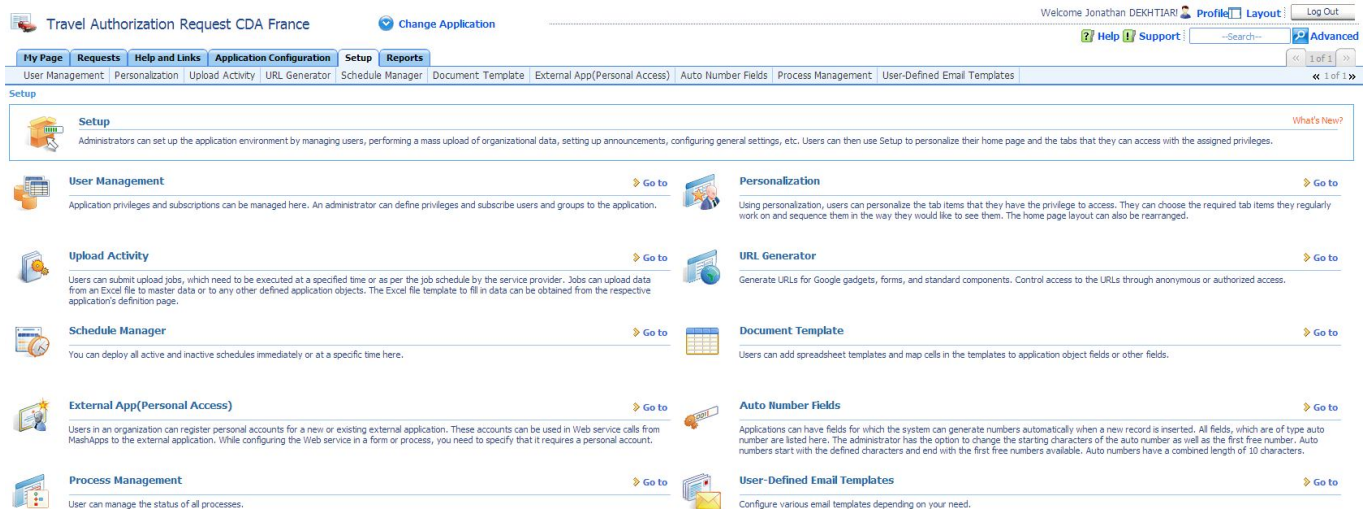 Welcome Jonathan DEKHTIARI Profile Layout Log Out
Travel Authorization Request CDA France Change Application
Help Support --Search-- Advanced
My Page Requests Help and Links Application Configuration Setup Reports « 1 of 1 »
User Management Personalization Upload Activity URL Generator Schedule Manager Document Template External App(Personal Access) Auto Number Fields Process Management User-Defined Email Templates « 1 of 1 »
Setup
Setup What's New?
Administrators can set up the application environment by managing users, performing a mass upload of organizational data, setting up announcements, configuring general settings, etc. Users can then use Setup to personalize their home page and the tabs that they can access with the assigned privileges.
User Management Go to
Application privileges and subscriptions can be managed here. An administrator can define privileges and subscribe users and groups to the application.
Personalization Go to
Using personalization, users can personalize the tab items that they have the privilege to access. They can choose the required tab items they regularly
work on and sequence them in the way they would like to see them. The home page layout can also be rearranged.
Upload Activity Go to
Users can submit upload jobs, which need to be executed at a specified time or as per the job schedule by the service provider. Jobs can upload data
from an Excel file to master data or to any other defined application objects. The Excel file template to fill in data can be obtained from the respective
application's definition page.
URL Generator Go to
Generate URLs for Google gadgets, forms, and standard components. Control access to the URLs through anonymous or authorized access.
Schedule Manager Go to
You can deploy all active and inactive schedules immediately or at a specific time here.
Document Template Go to
Users can add spreadsheet templates and map cells in the templates to application object fields or other fields.
External App(Personal Access) Go to
Users in an organization can register personal accounts for a new or existing external application. These accounts can be used in Web service calls from
MashApps to the external application. While configuring the Web service in a form or process, you need to specify that it requires a personal account.
Auto Number Fields Go to
Applications can have fields for which the system can generate numbers automatically when a new record is inserted. All fields, which are of type auto
number are listed here. The administrator has the option to change the starting characters of the auto number as well as the first free number. Auto
numbers start with the defined characters and end with the first free numbers available. Auto numbers have a combined length of 10 characters.
Process Management Go to
User can manage the status of all processes.
User-Defined Email Templates Go to
Configure various email templates depending on your need.